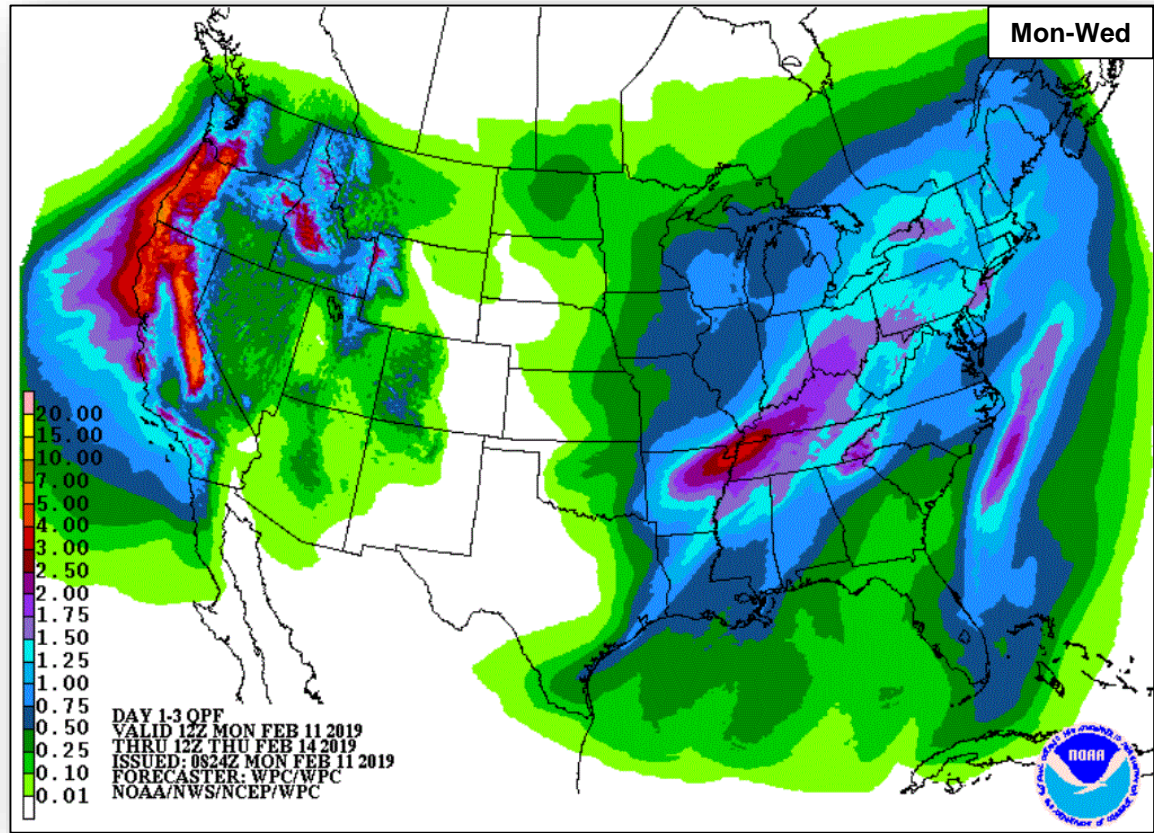 Mon-Wed
20.00
15.00
10.00
7.00
5.00
4.00
3.00
2.50
2.00
1.75
1.50
1.25
1.00
0.75
0.50
0.25
0.10
0.01
DAY 1-3 QPF
VALID 12Z MON FEB 11 2019
THRU 12Z THU FEB 14 2019
ISSUED: 0824Z MON FEB 11 2019
FORECASTER: WPC/WPC
NOAA/NWS/NCEP/WPC
NOAA